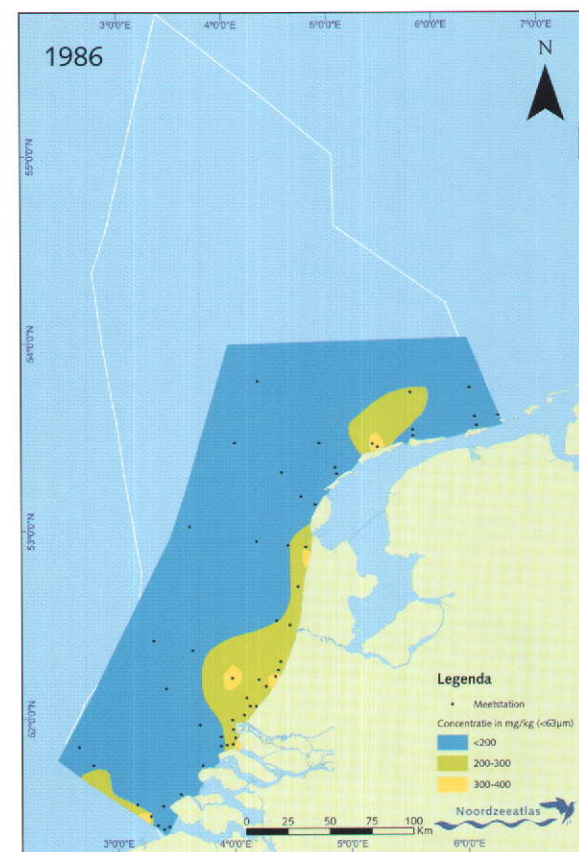 3°0'0"E 4°0'0"E 5°0'0"E 6°0'0"E 7°0'0"E
1986
N
55°0'0"N
54°0'0"N
53°0'0"N
52°0'0"N
Legenda
Meetstation
Concentratie in mg/kg (<63µm)
<200
200-300
300-400
Noordzeeatlas
0 25 50 75 100
Km
3°0'0"E 4°0'0"E 5°0'0"E 6°0'0"E